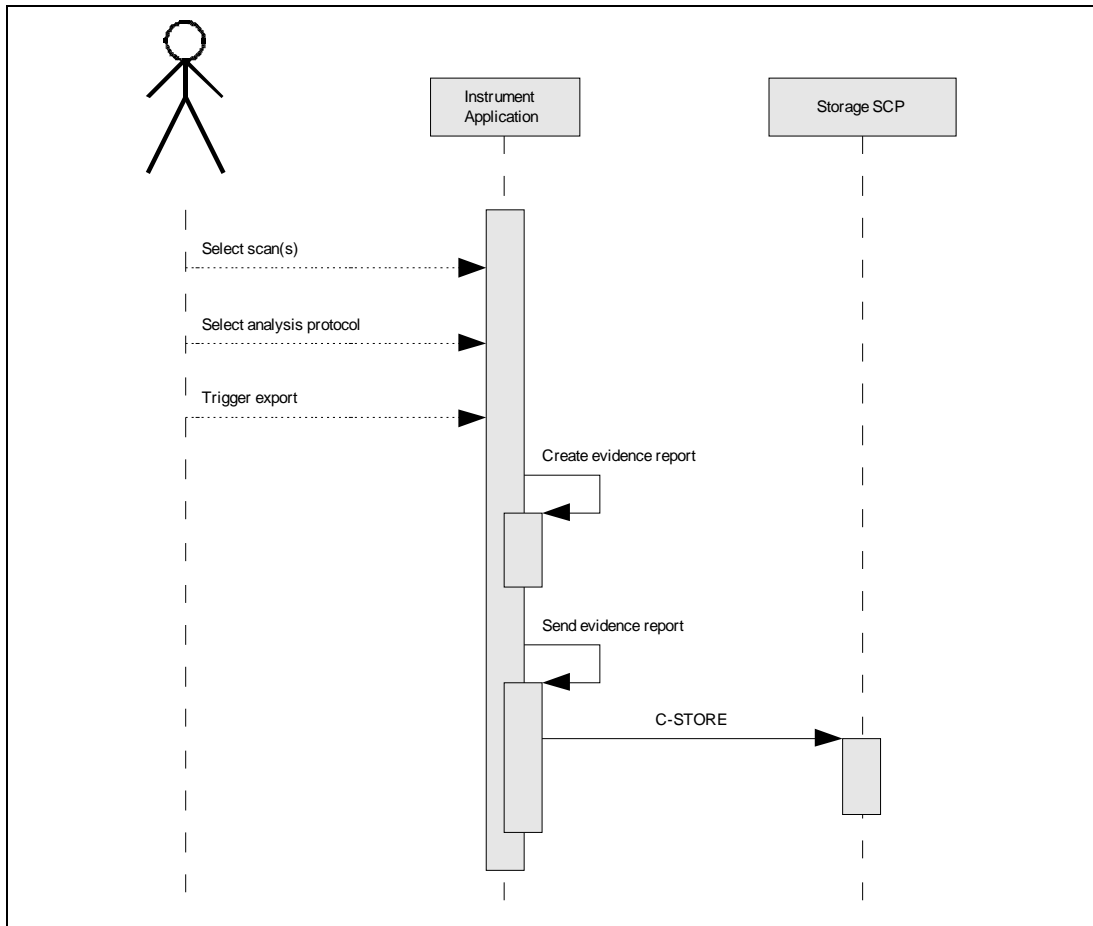 Instrument
Application
Storage SCP
Select scan(s)
Select analysis protocol
Trigger export
Create evidence report
Send evidence report
C-STORE